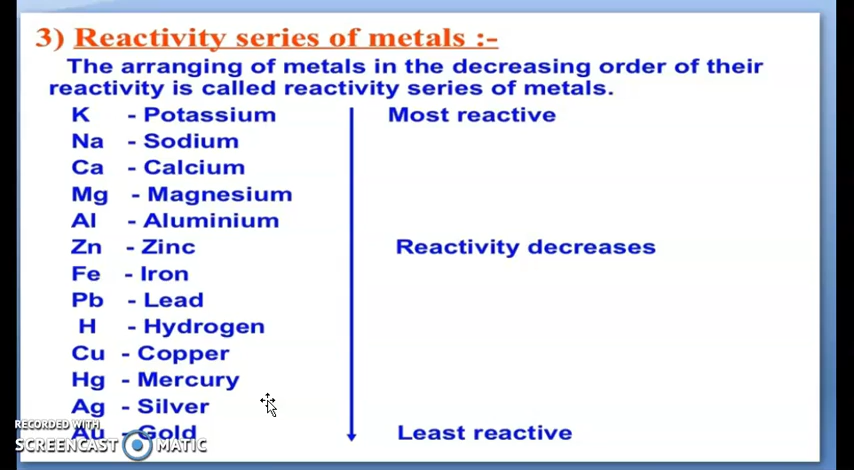 3) Reactivity series of metals :-
The arranging of metals in the decreasing order of their
reactivity is called reactivity series of metals.
K - Potassium Most reactive
Na - Sodium
Ca - Calcium
Mg - Magnesium
Al - Aluminium
Zn - Zinc Reactivity decreases
Fe - Iron
Pb - Lead
H - Hydrogen
Cu - Copper
Hg - Mercury
Ag - Silver
Au - Gold Least reactive
RECORDED WITH
SCREENCAST MATIC